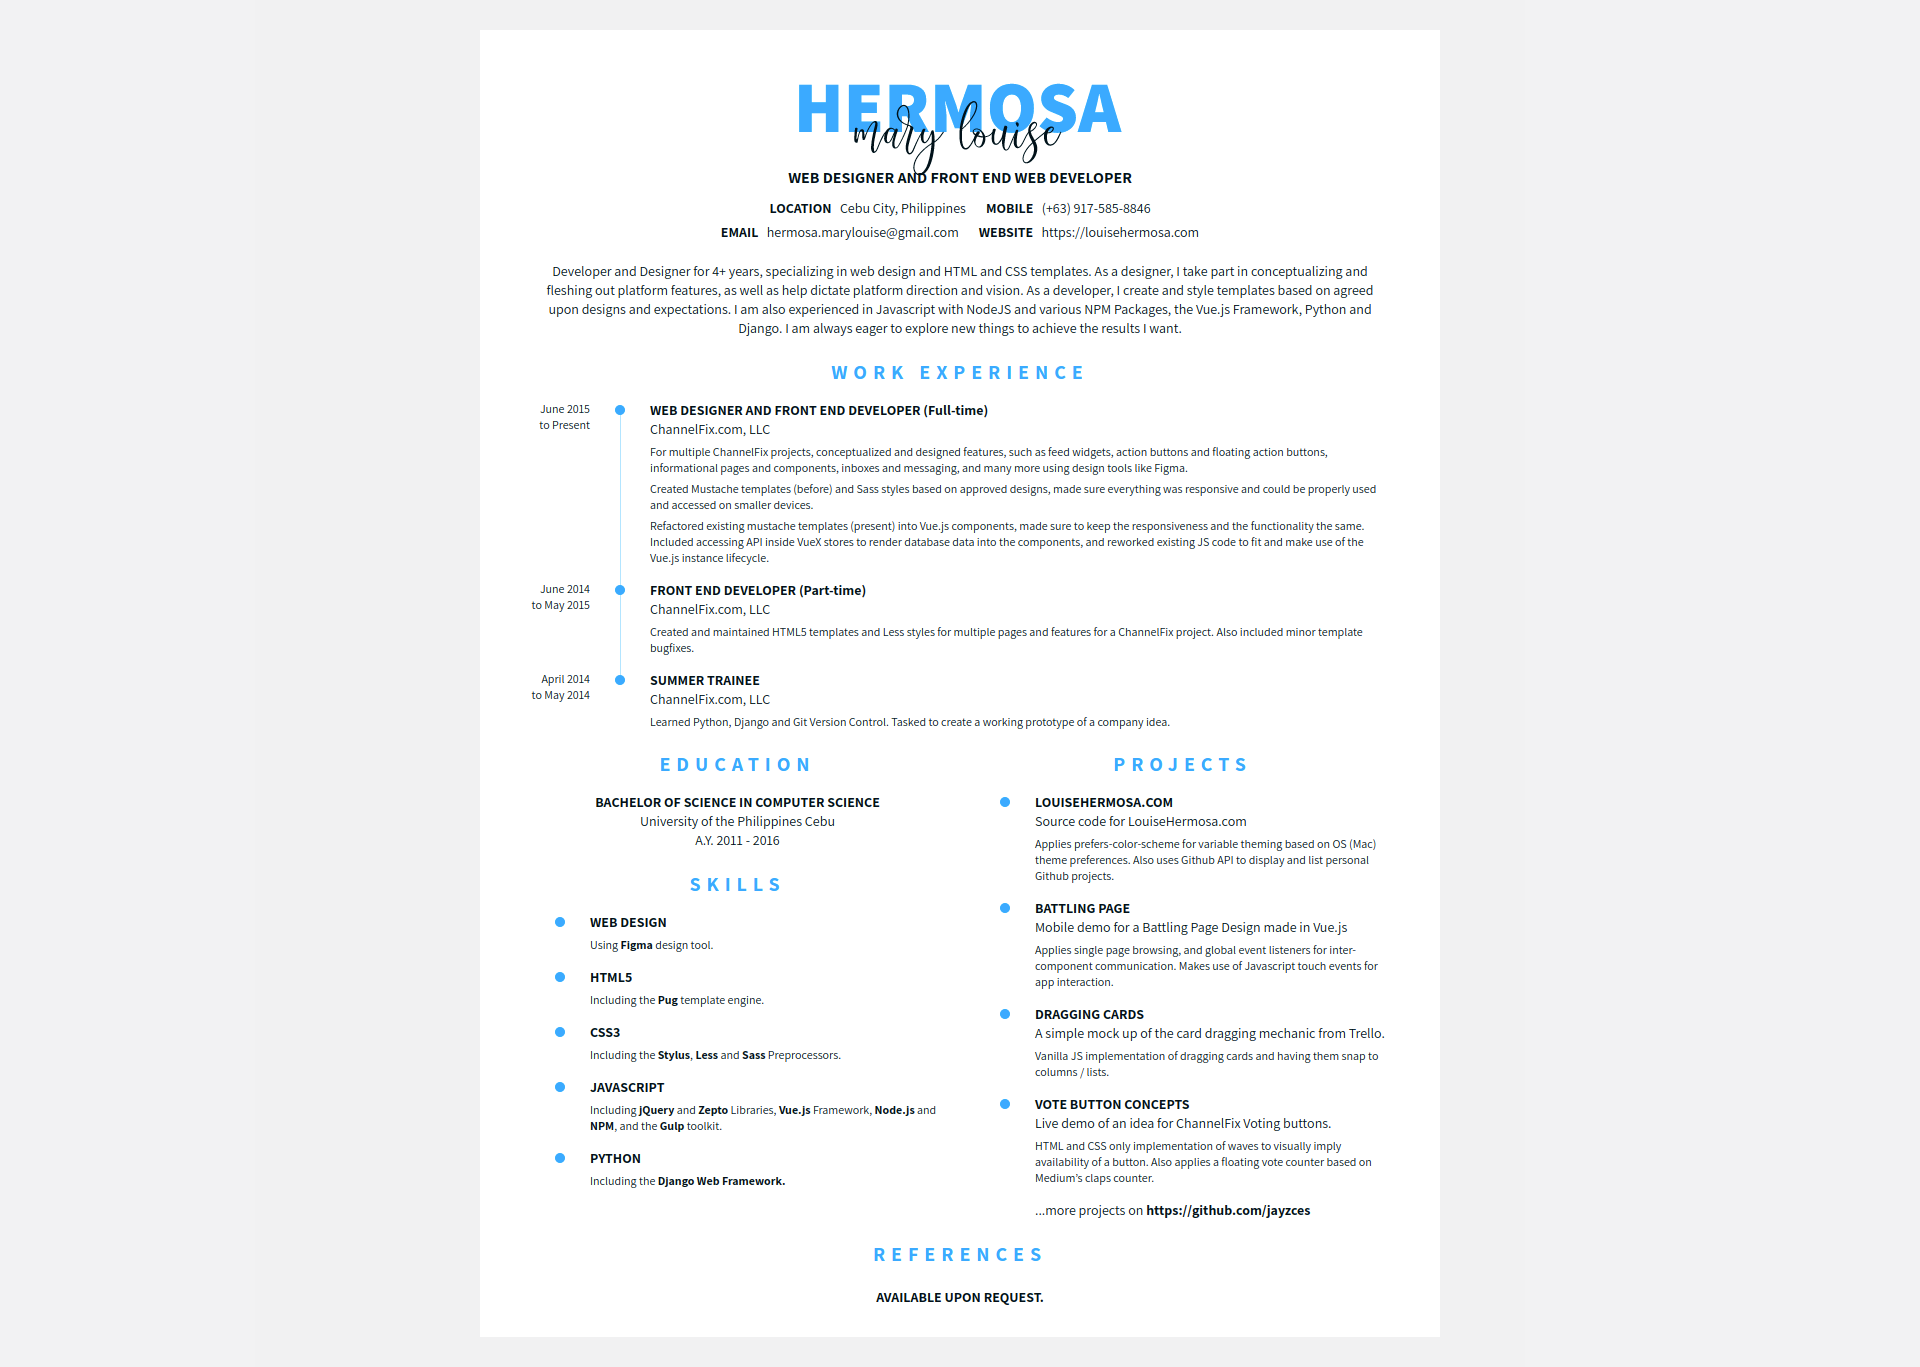 HERMOSA
mary louise
WEB DESIGNER AND FRONT END WEB DEVELOPER
LOCATION Cebu City, Philippines MOBILE (+63) 917-585-8846
EMAIL hermosa.marylouise@gmail.com WEBSITE https://louisehermosa.com
Developer and Designer for 4+ years, specializing in web design and HTML and CSS templates. As a designer, I take part in conceptualizing and
fleshing out platform features, as well as help dictate platform direction and vision. As a developer, I create and style templates based on agreed
upon designs and expectations. I am also experienced in Javascript with NodeJS and various NPM Packages, the Vue.js Framework, Python and
Django. I am always eager to explore new things to achieve the results I want.
WORK EXPERIENCE
June 2015
to Present
WEB DESIGNER AND FRONT END DEVELOPER (Full-time)
ChannelFix.com, LLC
For multiple ChannelFix projects, conceptualized and designed features, such as feed widgets, action buttons and floating action buttons,
informational pages and components, inboxes and messaging, and many more using design tools like Figma.
Created Mustache templates (before) and Sass styles based on approved designs, made sure everything was responsive and could be properly used
and accessed on smaller devices.
Refactored existing mustache templates (present) into Vue.js components, made sure to keep the responsiveness and the functionality the same.
Included accessing API inside VueX stores to render database data into the components, and reworked existing JS code to fit and make use of the
Vue.js instance lifecycle.
June 2014
to May 2015
FRONT END DEVELOPER (Part-time)
ChannelFix.com, LLC
Created and maintained HTML5 templates and Less styles for multiple pages and features for a ChannelFix project. Also included minor template
bugfixes.
April 2014
to May 2014
SUMMER TRAINEE
ChannelFix.com, LLC
Learned Python, Django and Git Version Control. Tasked to create a working prototype of a company idea.
EDUCATION
BACHELOR OF SCIENCE IN COMPUTER SCIENCE
University of the Philippines Cebu
A.Y. 2011 - 2016
SKILLS
WEB DESIGN
Using Figma design tool.
HTML5
Including the Pug template engine.
CSS3
Including the Stylus, Less and Sass Preprocessors.
JAVASCRIPT
Including jQuery and Zepto Libraries, Vue.js Framework, Node.js and
NPM, and the Gulp toolkit.
PYTHON
Including the Django Web Framework.
PROJECTS
LOUISEHERMOSA.COM
Source code for LouiseHermosa.com
Applies prefers-color-scheme for variable theming based on OS (Mac)
theme preferences. Also uses Github API to display and list personal
Github projects.
BATTLING PAGE
Mobile demo for a Battling Page Design made in Vue.js
Applies single page browsing, and global event listeners for inter-
component communication. Makes use of Javascript touch events for
app interaction.
DRAGGING CARDS
A simple mock up of the card dragging mechanic from Trello.
Vanilla JS implementation of dragging cards and having them snap to
columns / lists.
VOTE BUTTON CONCEPTS
Live demo of an idea for ChannelFix Voting buttons.
HTML and CSS only implementation of waves to visually imply
availability of a button. Also applies a floating vote counter based on
Medium's claps counter.
...more projects on https://github.com/jayzces
REFERENCES
AVAILABLE UPON REQUEST.